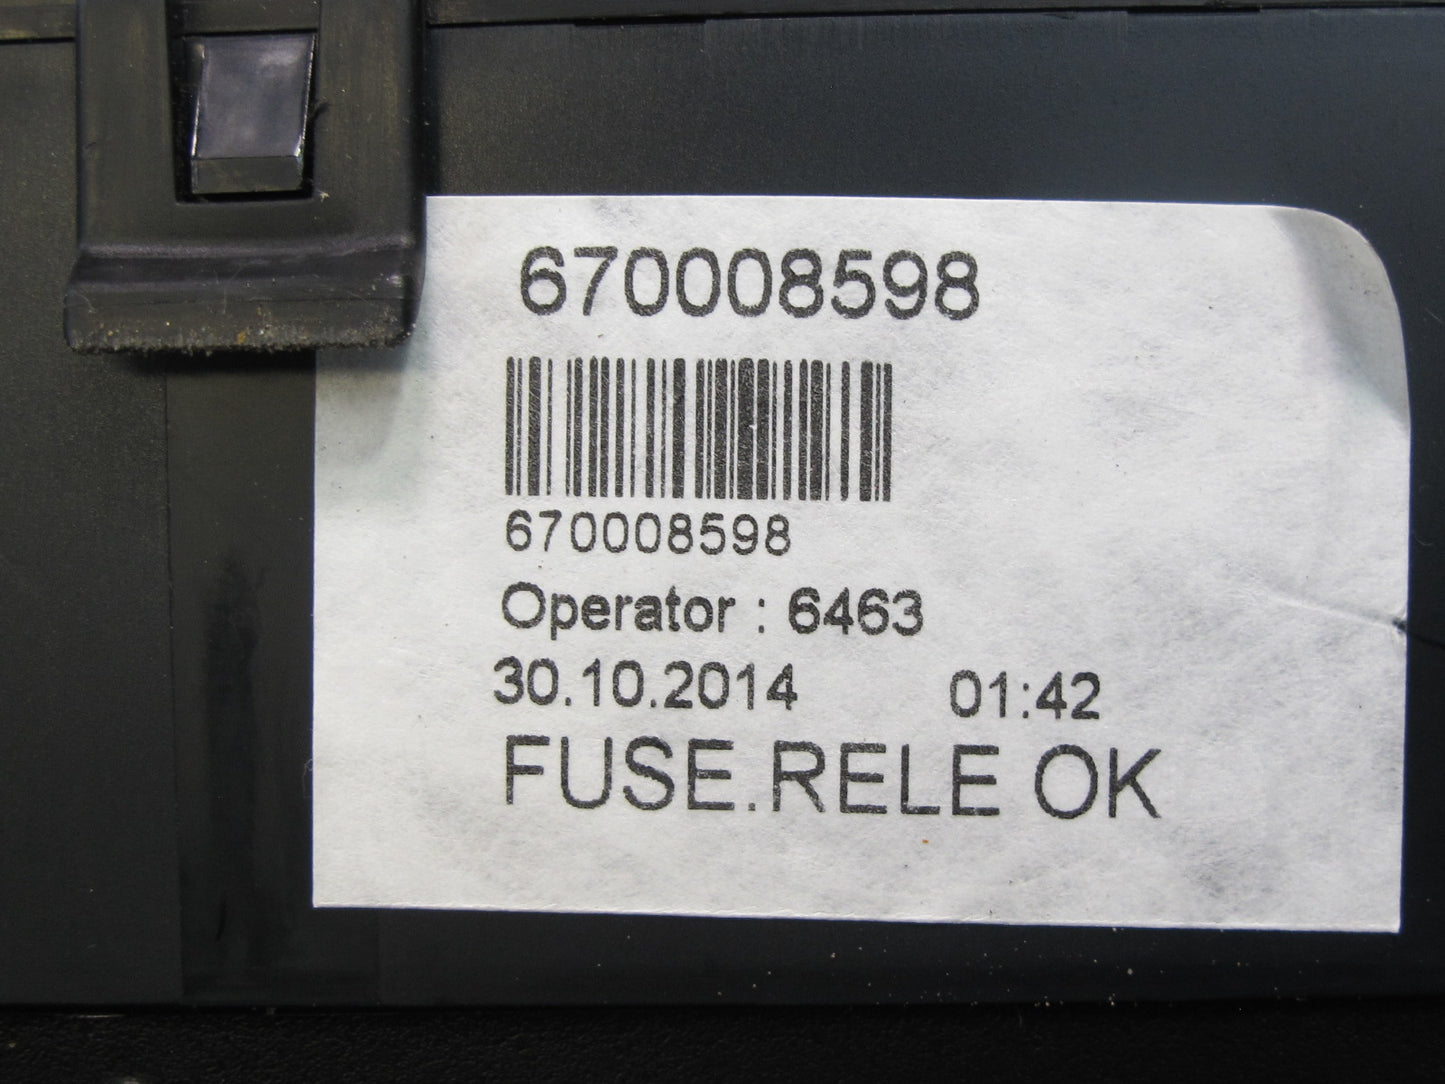 670008598
670008598
Operator : 6463
30.10.2014 01:42
FUSE.RELE OK